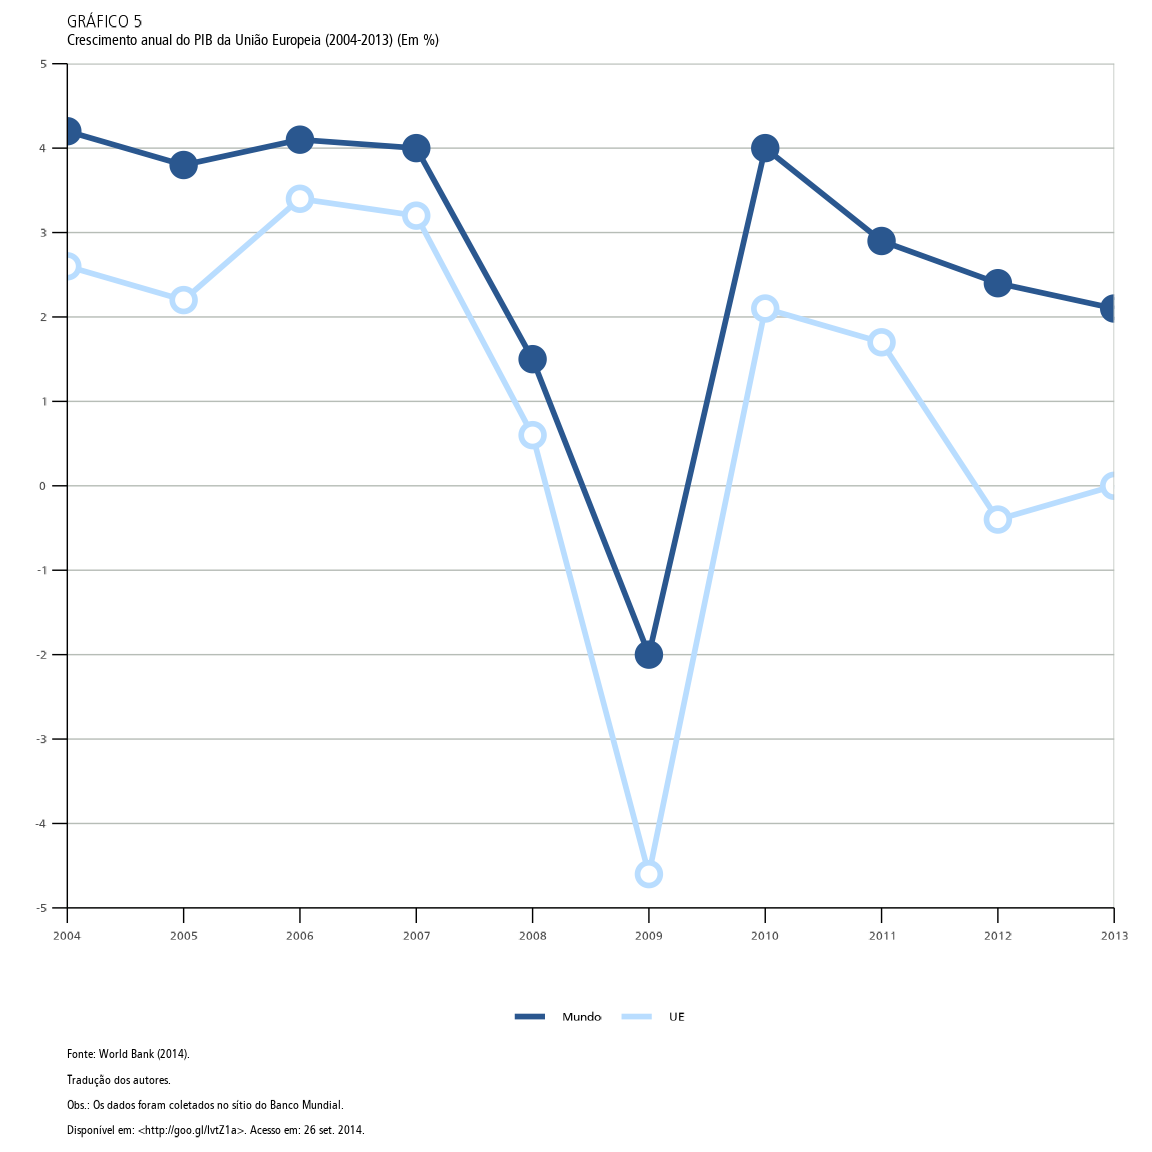 GRÁFICO 5
Crescimento anual do PIB da União Europeia (2004-2013) (Em %)
5
4
3
2
1
0
-1
-2
-3
-4
-5
2004 2005 2006 2007 2008 2009 2010 2011 2012 2013
Mundo UE
Fonte: World Bank (2014).
Tradução dos autores.
Obs.: Os dados foram coletados no sítio do Banco Mundial.
Disponível em: <http://goo.gl/IvtZ1a>. Acesso em: 26 set. 2014.